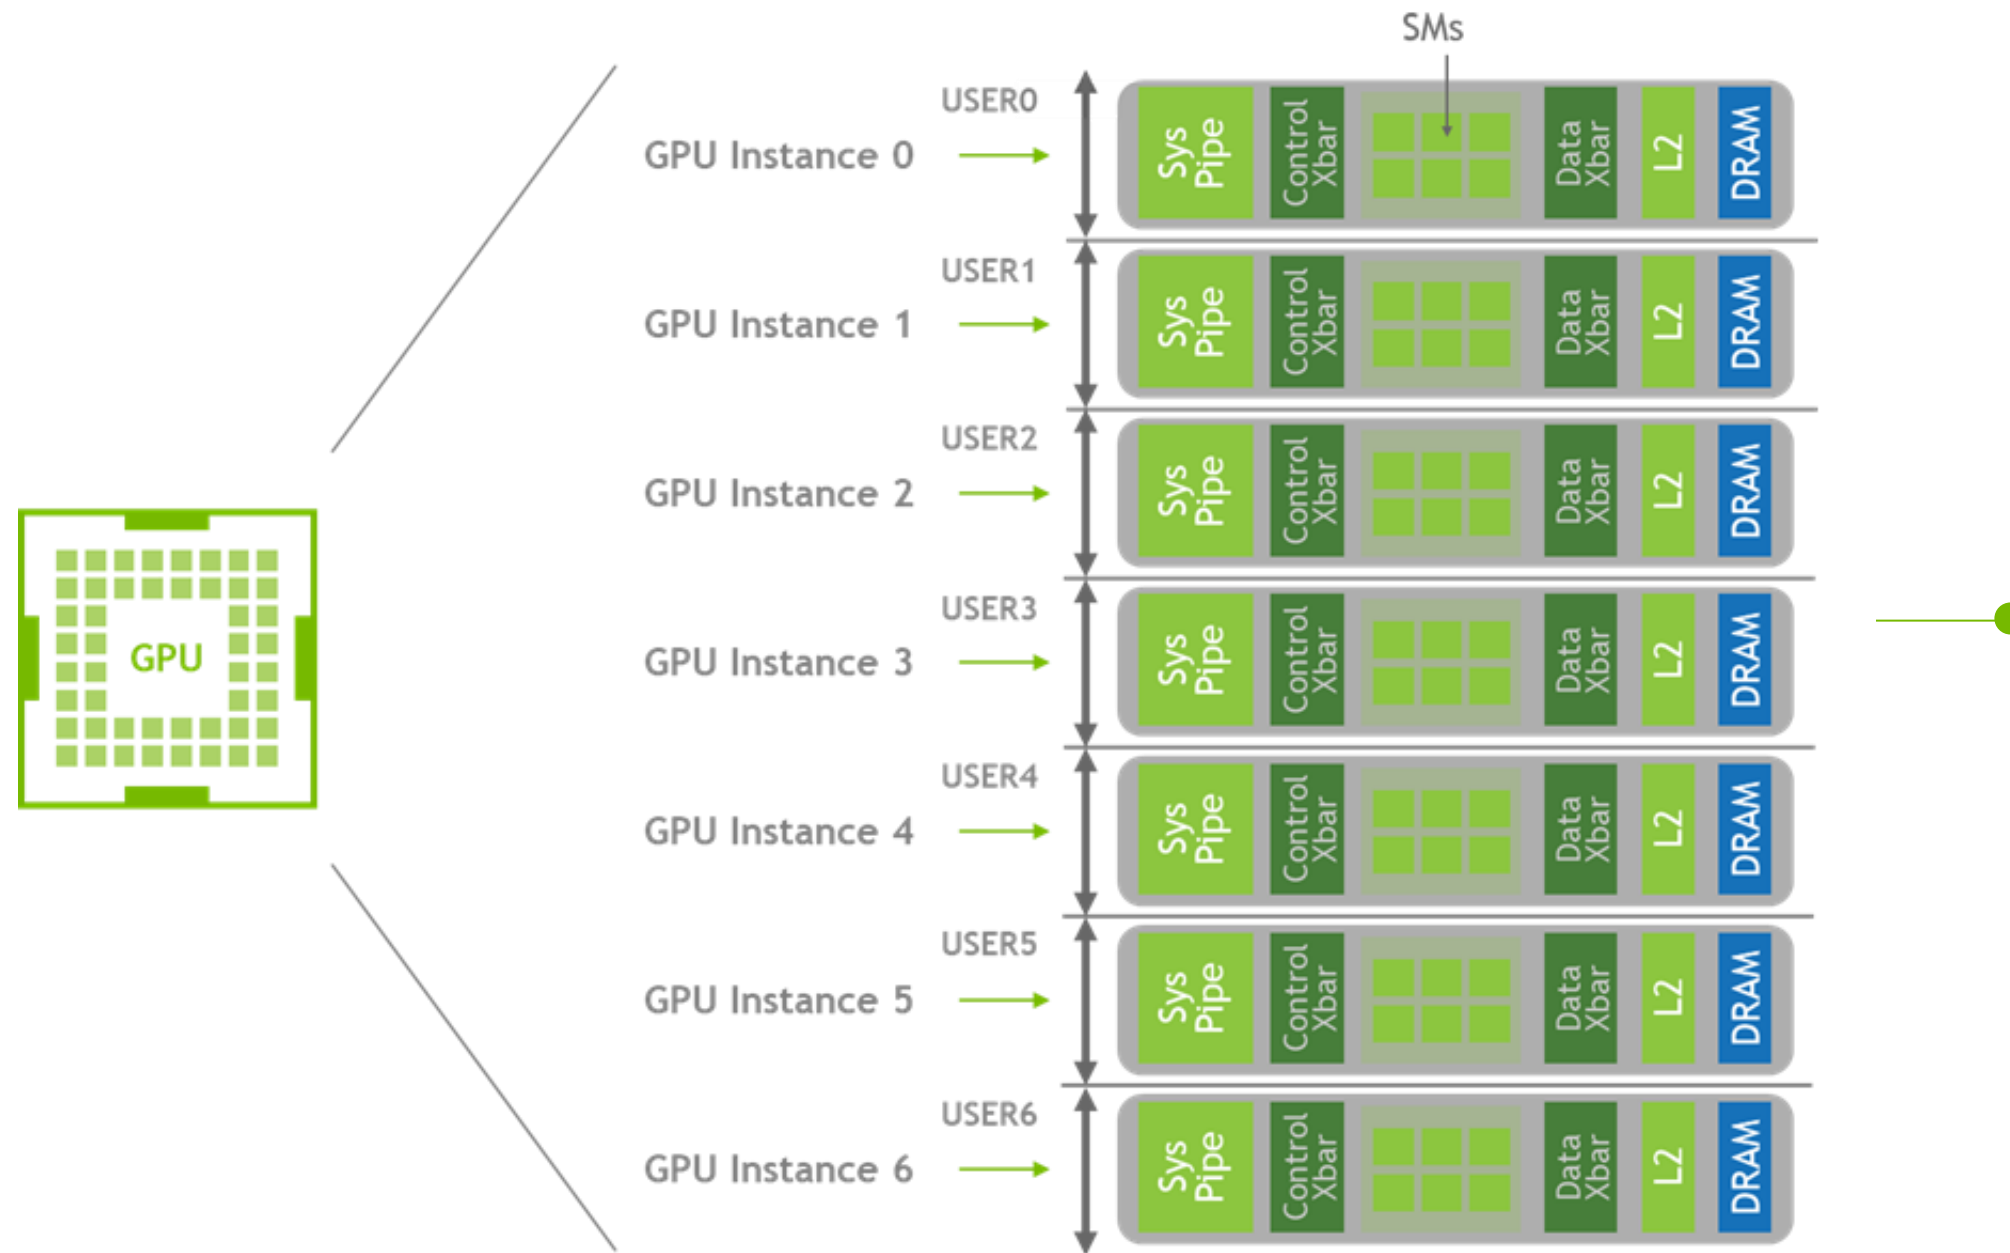 SMs
USER0
GPU Instance 0
Sys
Pipe
Control
Xbar
Data
Xbar
L2
DRAM
USER1
GPU Instance 1
Sys
Pipe
Control
Xbar
Data
Xbar
L2
DRAM
USER2
GPU Instance 2
Sys
Pipe
Control
Xbar
Data
Xbar
L2
DRAM
USER3
GPU Instance 3
Sys
Pipe
Control
Xbar
Data
Xbar
L2
DRAM
GPU
USER4
GPU Instance 4
Sys
Pipe
Control
Xbar
Data
Xbar
L2
DRAM
USER5
GPU Instance 5
Sys
Pipe
Control
Xbar
Data
Xbar
L2
DRAM
USER6
GPU Instance 6
Sys
Pipe
Control
Xbar
Data
Xbar
L2
DRAM